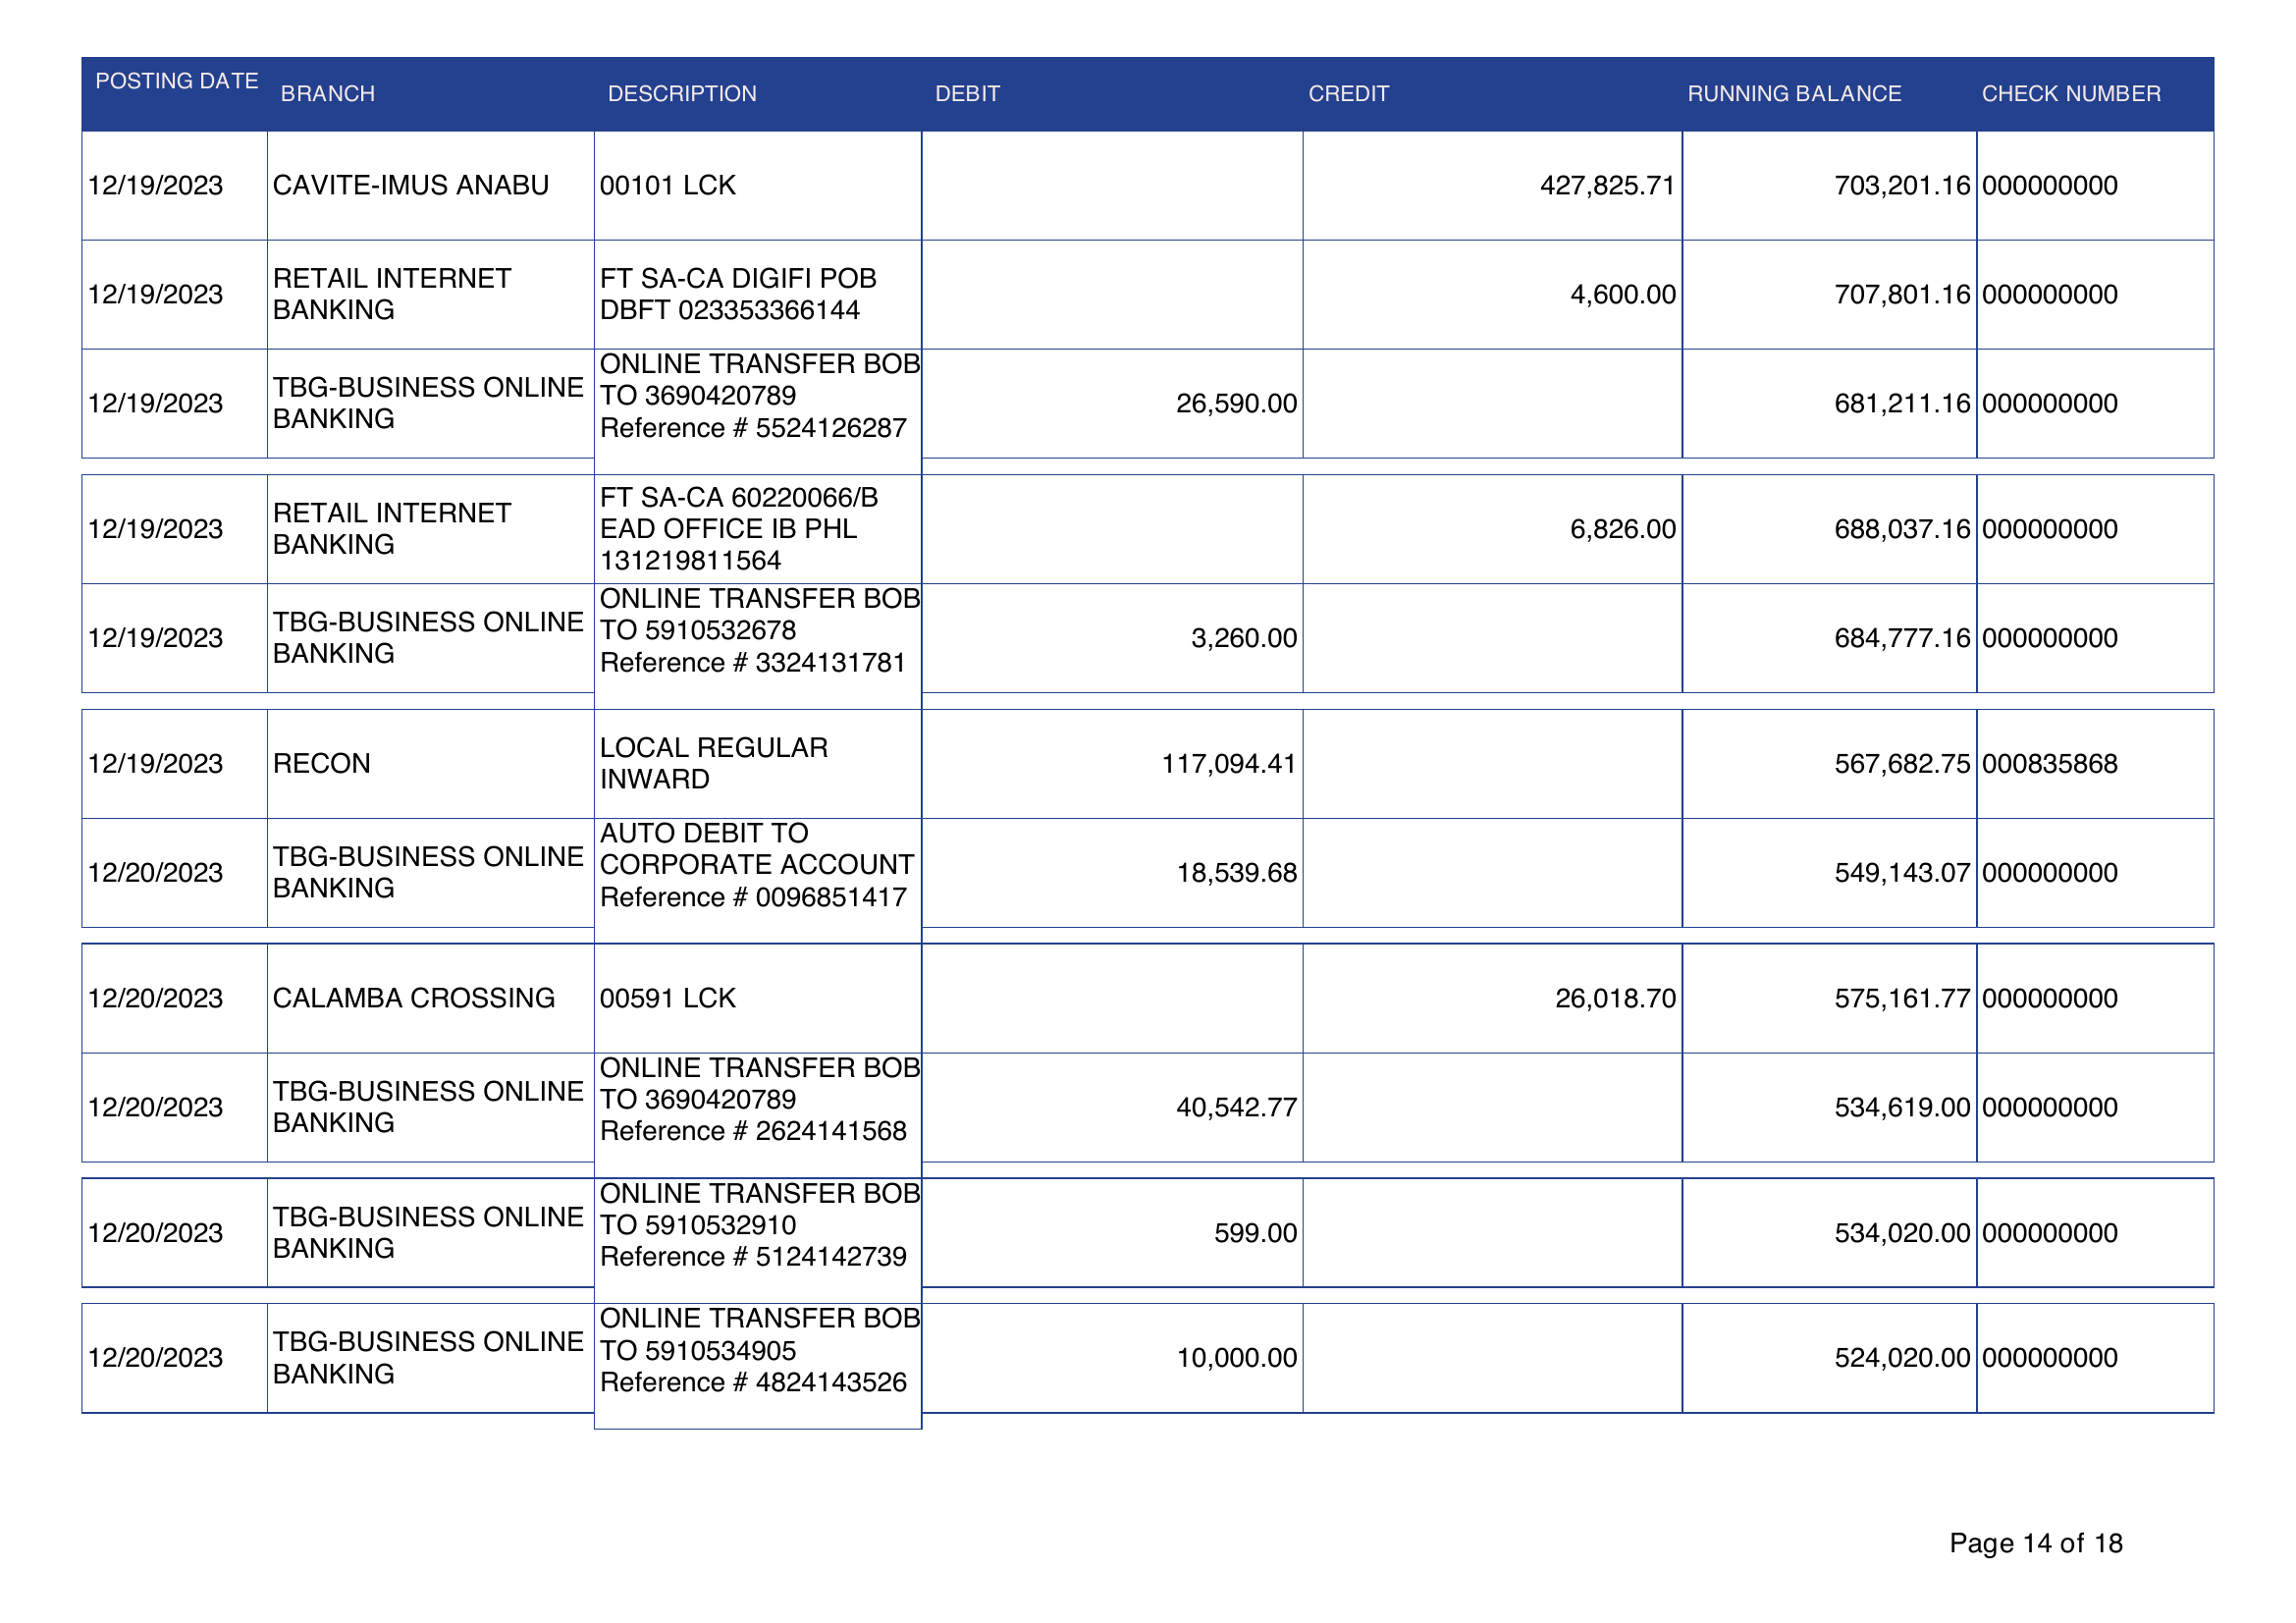 POSTING DATE BRANCH DESCRIPTION DEBIT CREDIT RUNNING BALANCE CHECK NUMBER
12/19/2023 CAVITE-IMUS ANABU 00101 LCK 427,825.71 703,201.16 000000000
12/19/2023 RETAIL INTERNET BANKING FT SA-CA DIGIFI POB DBFT 023353366144 4,600.00 707,801.16 000000000
12/19/2023 TBG-BUSINESS ONLINE BANKING ONLINE TRANSFER BOB TO 3690420789 Reference # 5524126287 26,590.00 681,211.16 000000000
12/19/2023 RETAIL INTERNET BANKING FT SA-CA 60220066/B EAD OFFICE IB PHL 131219811564 6,826.00 688,037.16 000000000
12/19/2023 TBG-BUSINESS ONLINE BANKING ONLINE TRANSFER BOB TO 5910532678 Reference # 3324131781 3,260.00 684,777.16 000000000
12/19/2023 RECON LOCAL REGULAR INWARD 117,094.41 567,682.75 000835868
12/20/2023 TBG-BUSINESS ONLINE BANKING AUTO DEBIT TO CORPORATE ACCOUNT Reference # 0096851417 18,539.68 549,143.07 000000000
12/20/2023 CALAMBA CROSSING 00591 LCK 26,018.70 575,161.77 000000000
12/20/2023 TBG-BUSINESS ONLINE BANKING ONLINE TRANSFER BOB TO 3690420789 Reference # 2624141568 40,542.77 534,619.00 000000000
12/20/2023 TBG-BUSINESS ONLINE BANKING ONLINE TRANSFER BOB TO 5910532910 Reference # 5124142739 599.00 534,020.00 000000000
12/20/2023 TBG-BUSINESS ONLINE BANKING ONLINE TRANSFER BOB TO 5910534905 Reference # 4824143526 10,000.00 524,020.00 000000000
Page 14 of 18